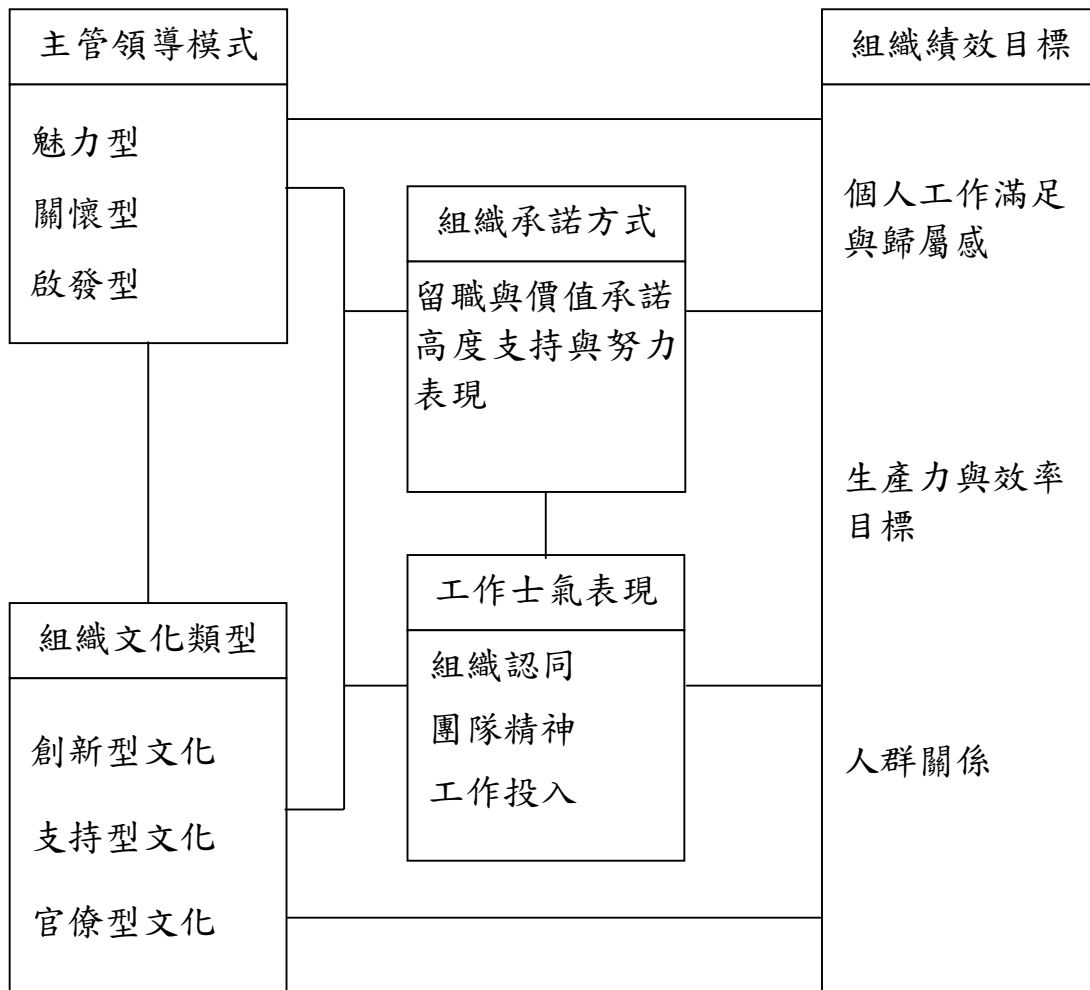 主管領導模式
魅力型
關懷型
啟發型
組織文化類型
創新型文化
支持型文化
官僚型文化
組織承諾方式
留職與價值承諾
高度支持與努力
表現
工作士氣表現
組織認同
團隊精神
工作投入
組織績效目標
個人工作滿足
與歸屬感
生產力與效率
目標
人群關係